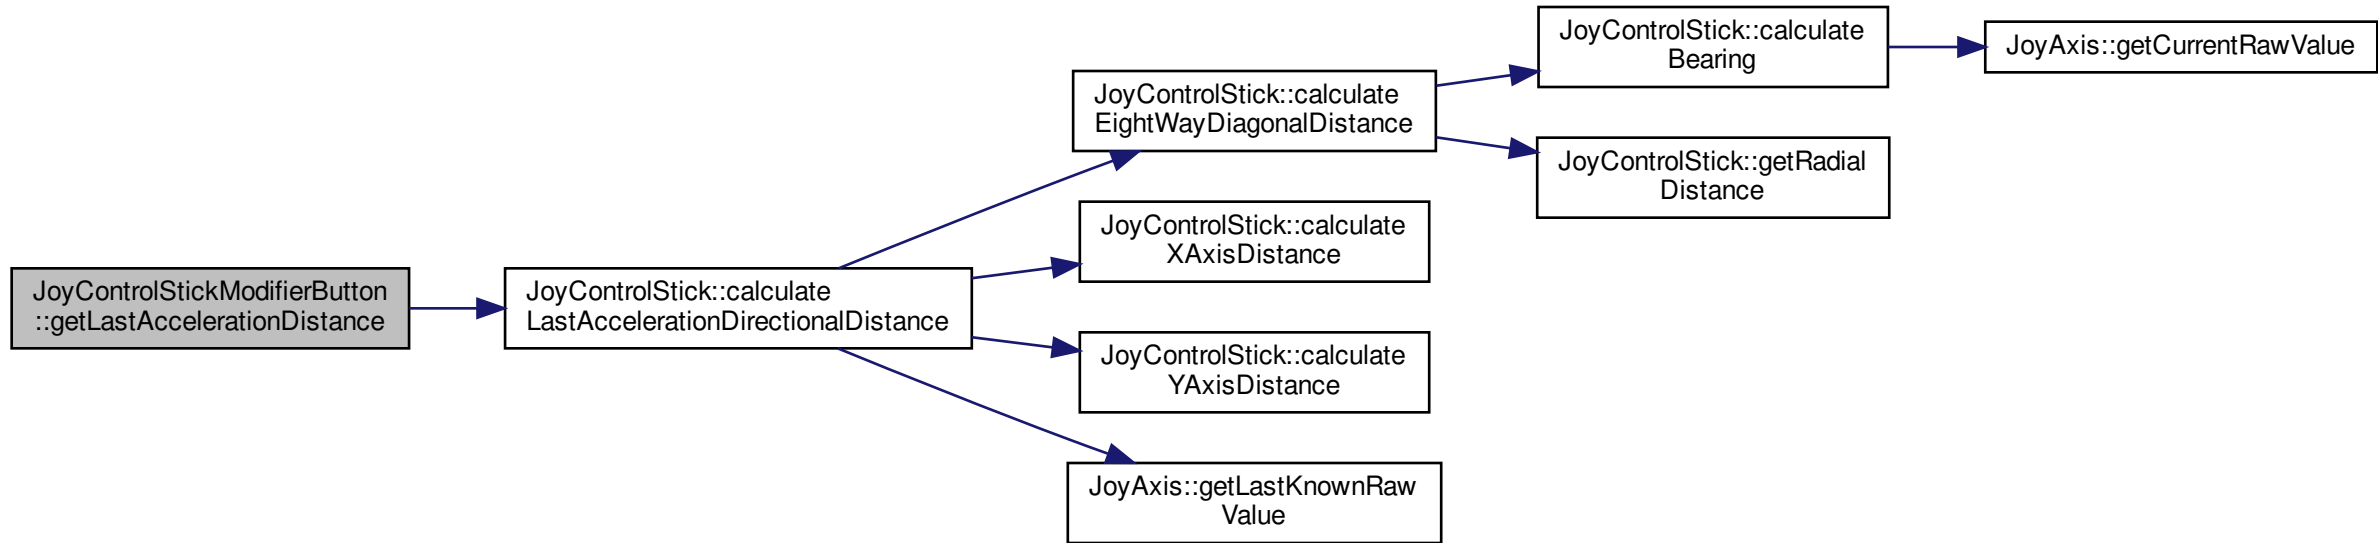 JoyControlStickModifierButton
::getLastAccelerationDistance
JoyControlStick::calculate
LastAccelerationDirectionalDistance
JoyControlStick::calculate
EightWayDiagonalDistance
JoyControlStick::calculate
XAxisDistance
JoyControlStick::calculate
YAxisDistance
JoyAxis::getLastKnownRaw
Value
JoyControlStick::calculate
Bearing
JoyControlStick::getRadial
Distance
JoyAxis::getCurrentRawValue